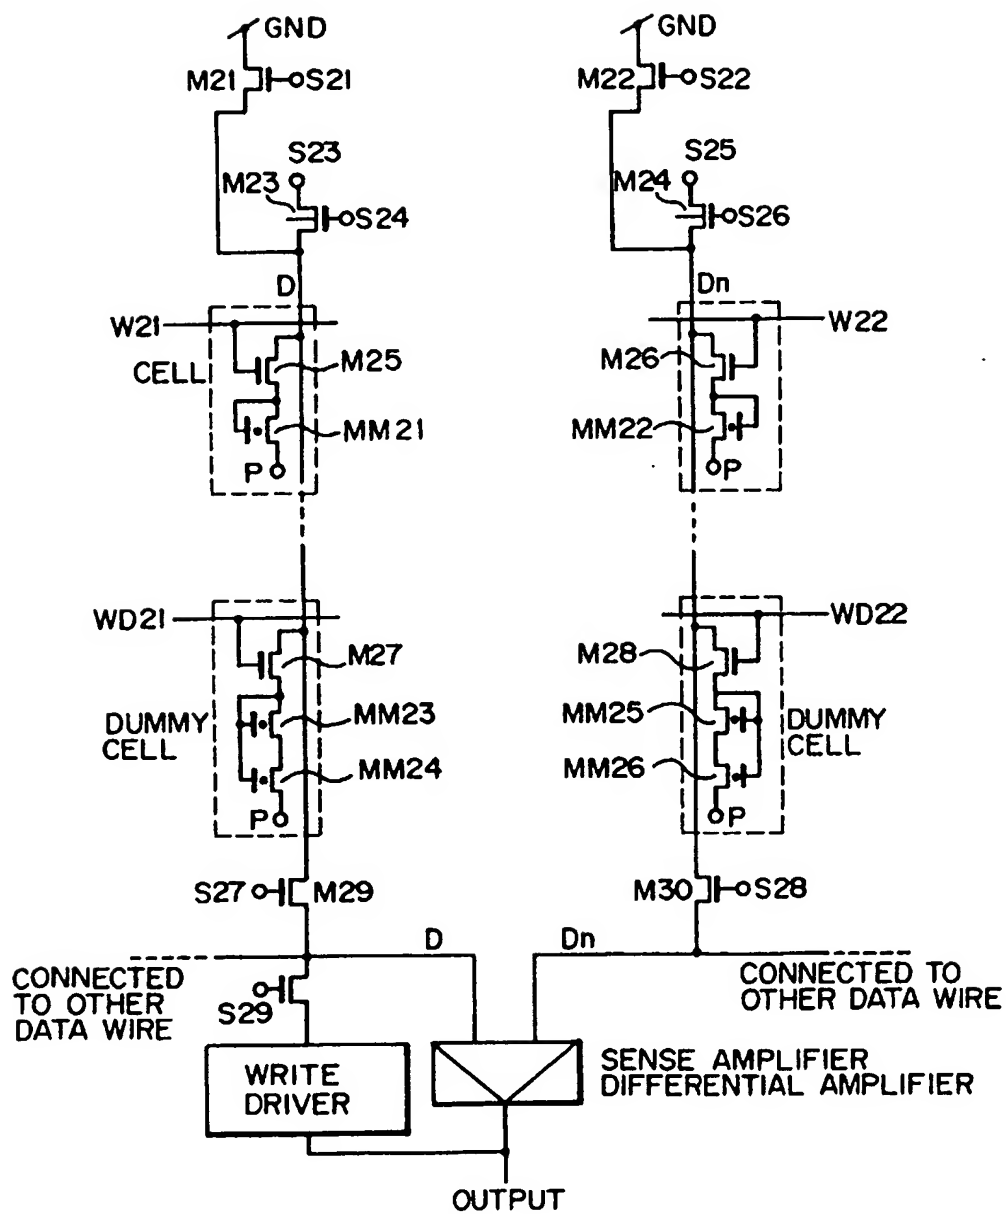 GND
GND
M21
S21
M22
S22
S23
S25
M23
M24
S24
S26
D
Dn
W21
W22
CELL
M25
M26
MM21
MM22
P
P
WD21
WD22
M27
M28
DUMMY
CELL
MM23
MM25
DUMMY
CELL
MM24
MM26
P
P
S27
M29
M30
S28
D
Dn
CONNECTED
TO OTHER
DATA WIRE
CONNECTED TO
OTHER DATA WIRE
S29
WRITE
DRIVER
SENSE AMPLIFIER
DIFFERENTIAL AMPLIFIER
OUTPUT